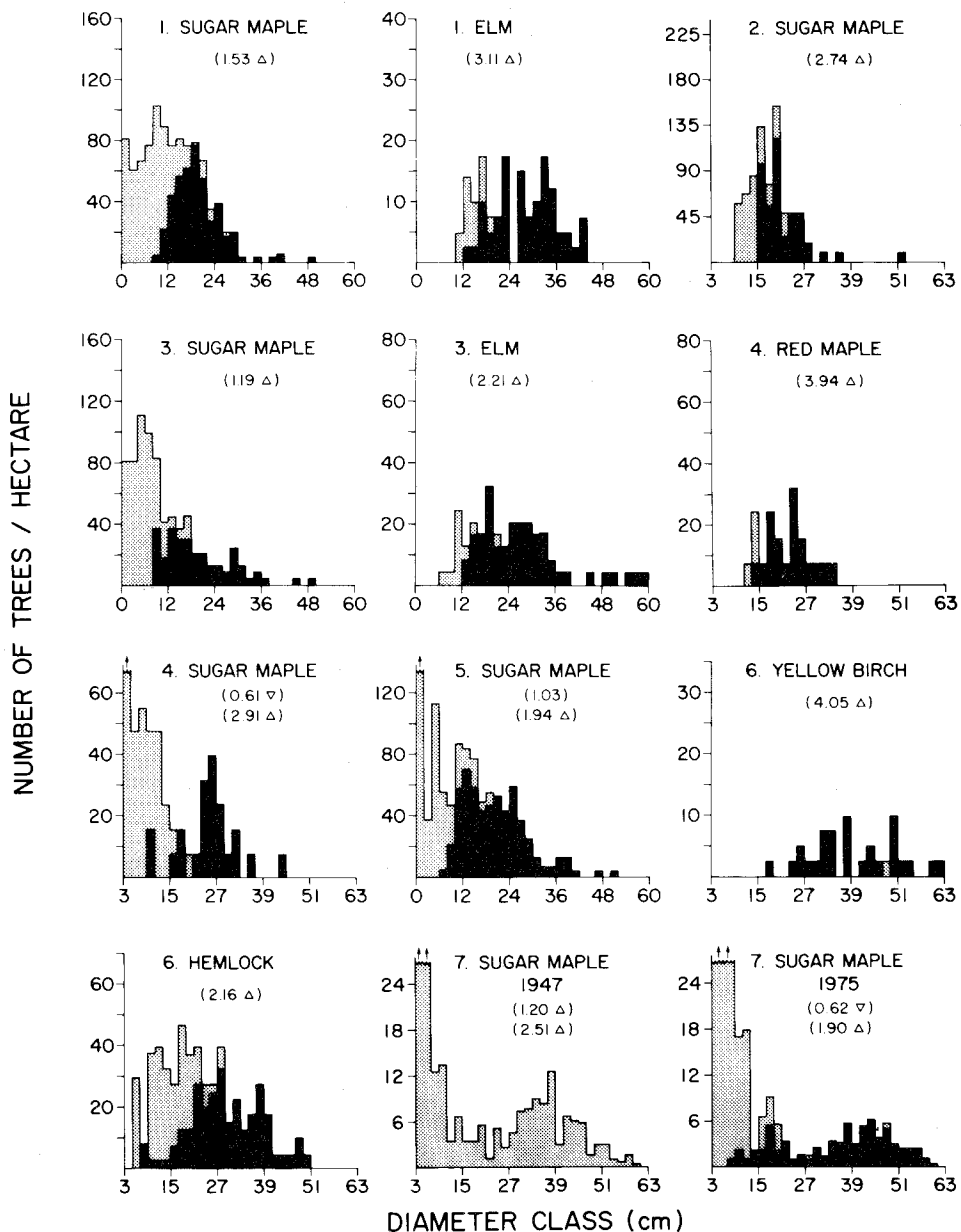 NUMBER OF TREES / HECTARE
1. SUGAR MAPLE
(1.53 △)
160
120
80
40
0 12 24 36 48 60
1. ELM
(3.11 △)
40
30
20
10
0 12 24 36 48 60
2. SUGAR MAPLE
(2.74 △)
225
180
135
90
45
3 15 27 39 51 63
3. SUGAR MAPLE
(1.19 △)
160
120
80
40
0 12 24 36 48 60
3. ELM
(2.21 △)
80
60
40
20
0 12 24 36 48 60
4. RED MAPLE
(3.94 △)
80
60
40
20
3 15 27 39 51 63
4. SUGAR MAPLE
(0.61 ▽)
(2.91 △)
60
40
20
3 15 27 39 51 63
5. SUGAR MAPLE
(1.03)
(1.94 △)
120
80
40
0 12 24 36 48 60
6. YELLOW BIRCH
(4.05 △)
30
20
10
3 15 27 39 51 63
6. HEMLOCK
(2.16 △)
60
40
20
3 15 27 39 51 63
7. SUGAR MAPLE
1947
(1.20 △)
(2.51 △)
24
18
12
6
3 15 27 39 51 63
7. SUGAR MAPLE
1975
(0.62 ▽)
(1.90 △)
24
18
12
6
3 15 27 39 51 63
DIAMETER CLASS (cm)